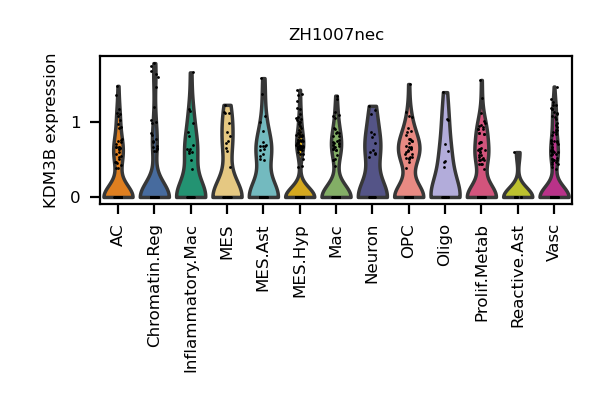 ZH1007nec
KDM3B expression
1
0
AC
Chromatin.Reg
Inflammatory.Mac
MES
MES.Ast
MES.Hyp
Mac
Neuron
OPC
Oligo
Prolif.Metab
Reactive.Ast
Vasc